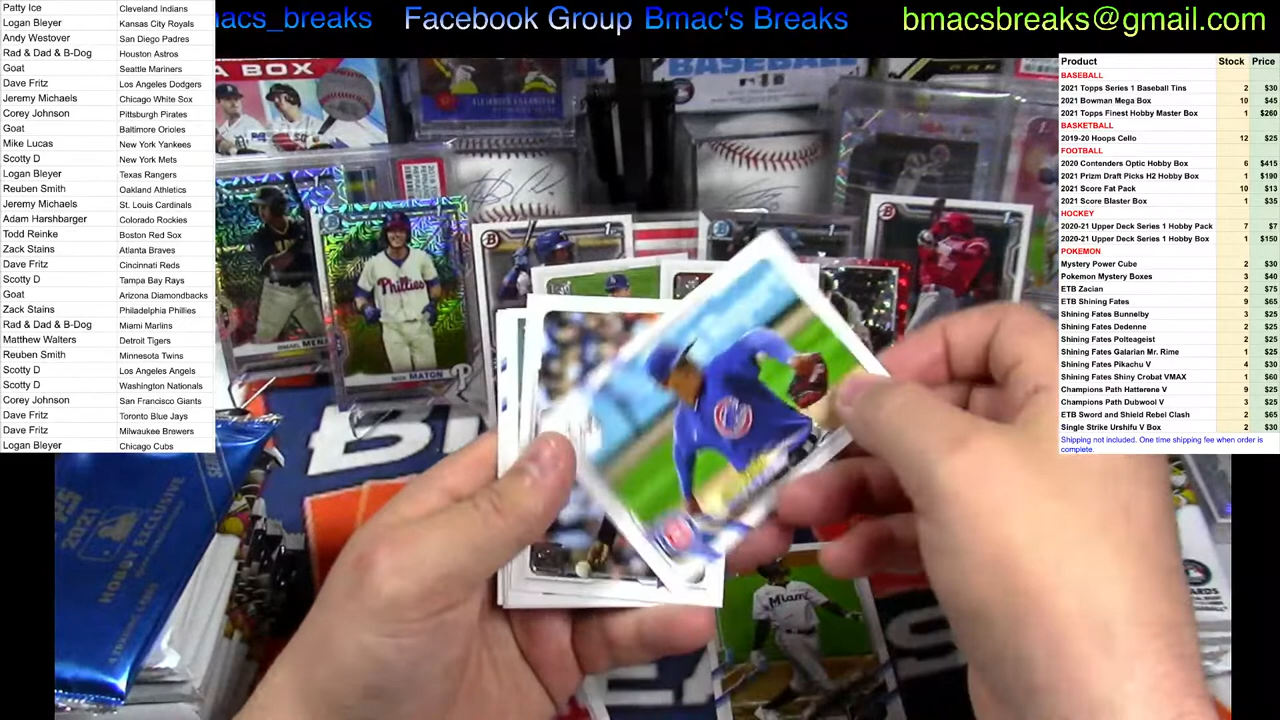 macs_breaks Facebook Group Bmac's Breaks bmacsbreaks@gmail.com
Patty Ice Cleveland Indians
Logan Bleyer Kansas City Royals
Andy Westover San Diego Padres
Rad & Dad & B-Dog Houston Astros
Goat Seattle Mariners
Dave Fritz Los Angeles Dodgers
Jeremy Michaels Chicago White Sox
Corey Johnson Pittsburgh Pirates
Goat Baltimore Orioles
Mike Lucas New York Yankees
Scotty D New York Mets
Logan Bleyer Texas Rangers
Reuben Smith Oakland Athletics
Jeremy Michaels St. Louis Cardinals
Adam Harshbarger Colorado Rockies
Todd Reinke Boston Red Sox
Zack Stains Atlanta Braves
Dave Fritz Cincinnati Reds
Scotty D Tampa Bay Rays
Goat Arizona Diamondbacks
Zack Stains Philadelphia Phillies
Rad & Dad & B-Dog Miami Marlins
Matthew Walters Detroit Tigers
Reuben Smith Minnesota Twins
Scotty D Los Angeles Angels
Scotty D Washington Nationals
Corey Johnson San Francisco Giants
Dave Fritz Toronto Blue Jays
Dave Fritz Milwaukee Brewers
Logan Bleyer Chicago Cubs
Product Stock Price
BASEBALL
2021 Topps Series 1 Baseball Tins 2 $30
2021 Bowman Mega Box 10 $45
2021 Topps Finest Hobby Master Box 1 $260
BASKETBALL
2019-20 Hoops Cello 12 $25
FOOTBALL
2020 Contenders Optic Hobby Box 6 $415
2021 Prizm Draft Picks H2 Hobby Box 1 $190
2021 Score Fat Pack 10 $13
2021 Score Blaster Box 1 $35
HOCKEY
2020-21 Upper Deck Series 1 Hobby Pack 7 $7
2020-21 Upper Deck Series 1 Hobby Box 1 $150
POKEMON
Mystery Power Cube 2 $30
Pokemon Mystery Boxes 3 $40
ETB Zacian 2 $75
ETB Shining Fates 9 $65
Shining Fates Bunnelby 3 $25
Shining Fates Dedenne 2 $25
Shining Fates Polteageist 2 $25
Shining Fates Galarian Mr. Rime 1 $25
Shining Fates Pikachu V 4 $30
Shining Fates Shiny Crobat VMAX 1 $60
Champions Path Hatterene V 9 $25
Champions Path Dubwool V 3 $25
ETB Sword and Shield Rebel Clash 2 $65
Single Strike Urshifu V Box 2 $30
Shipping not included. One time shipping fee when order is
complete.
A BOX
BASEBALL
Phillies
NICK MATON
Miami
2021
HOBBY EXCLUSIVE